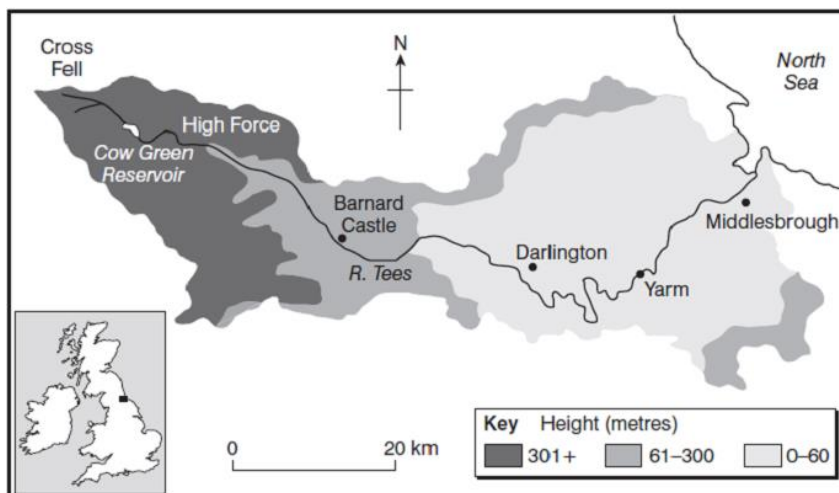 Cross
Fell
N
North
Sea
High Force
Cow Green
Reservoir
Barnard
Castle
Middlesbrough
Darlington
R. Tees
Yarm
0
20 km
Key Height (metres)
301+ 61–300 0–60